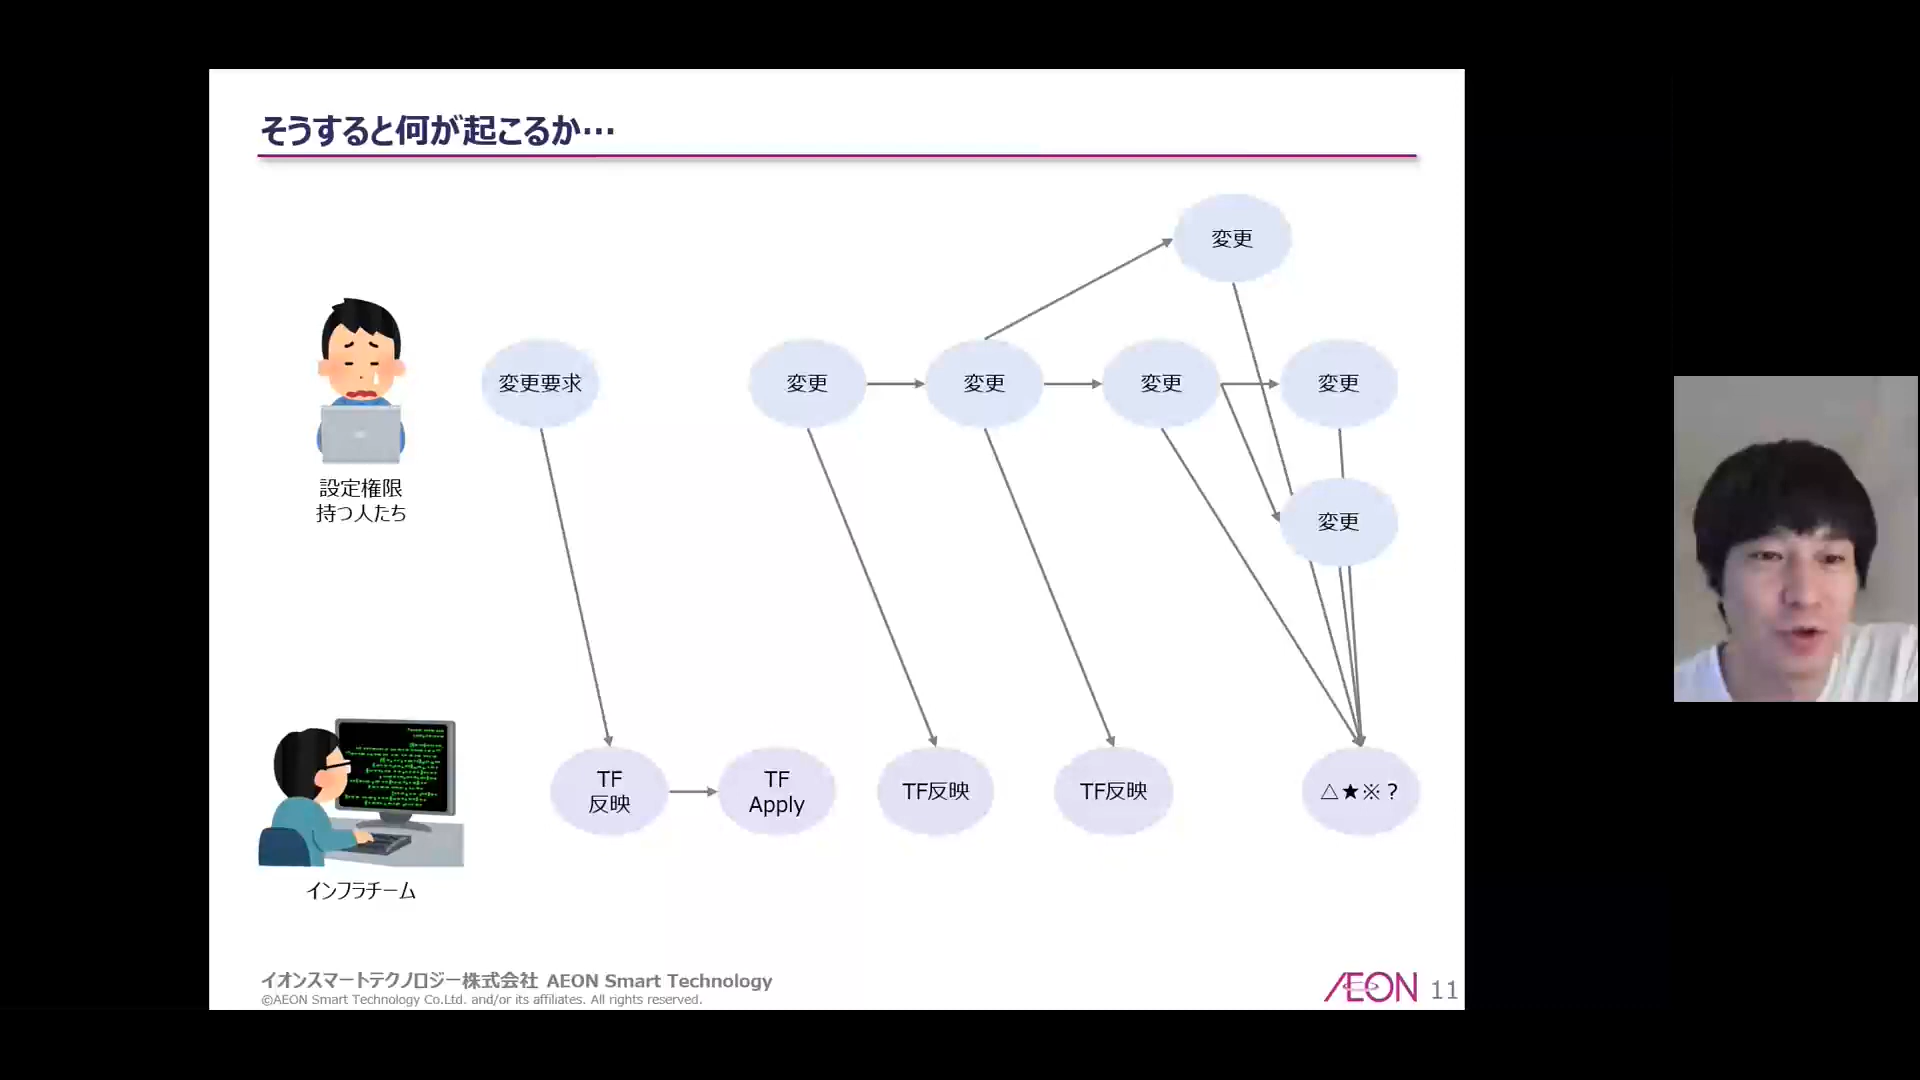 そうすると何が起こるか…
変更
変更要求
変更
変更
変更
変更
設定権限
持つ人たち
変更
TF
反映
TF
Apply
TF反映
TF反映
△★※？
インフラチーム
イオンスマートテクノロジー株式会社 AEON Smart Technology
©AEON Smart Technology Co.Ltd. and/or its affiliates. All rights reserved.
ÆON 11